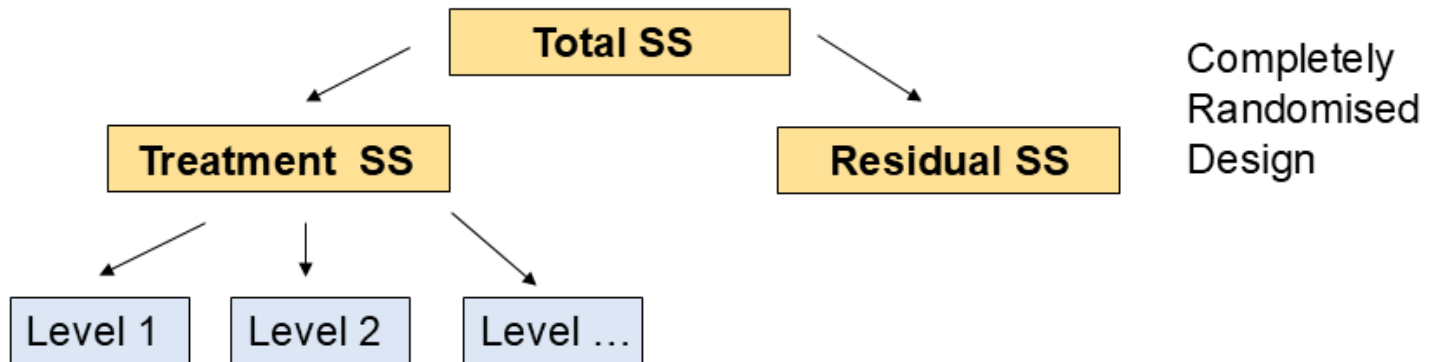 Total SS
Completely
Randomised
Design
Treatment SS
Residual SS
Level 1
Level 2
Level ...